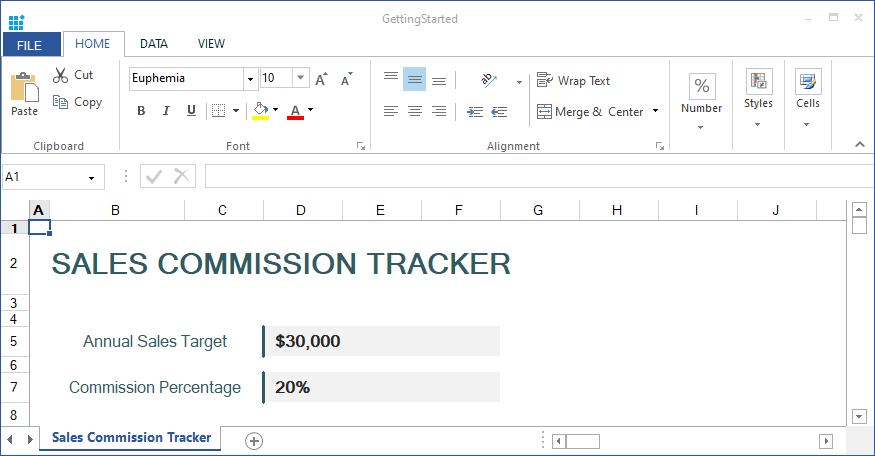 GettingStarted
FILE HOME DATA VIEW
Paste
Cut
Copy
Clipboard
Euphemia 10 A A
B I U A
Font
ab
Wrap Text
Merge & Center
Alignment
%
Number
Styles
Cells
A1
A B C D E F G H I J
1
2 SALES COMMISSION TRACKER
3
4
5 Annual Sales Target $30,000
6
7 Commission Percentage 20%
8
Sales Commission Tracker